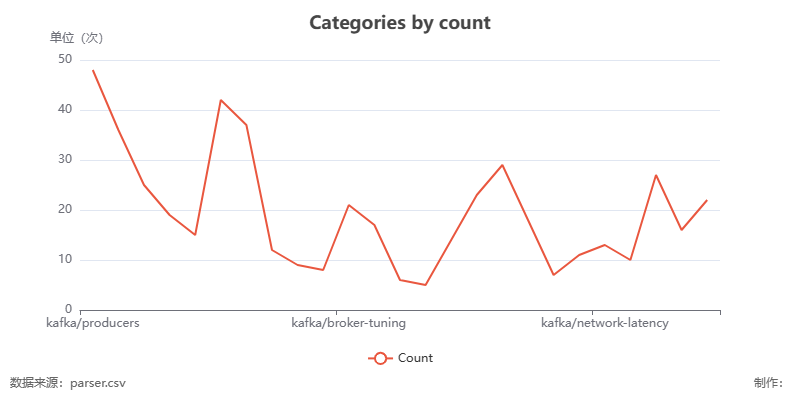 Categories by count
单位（次）
50
40
30
20
10
0
kafka/producers kafka/broker-tuning kafka/network-latency
Count
数据来源：parser.csv 制作：